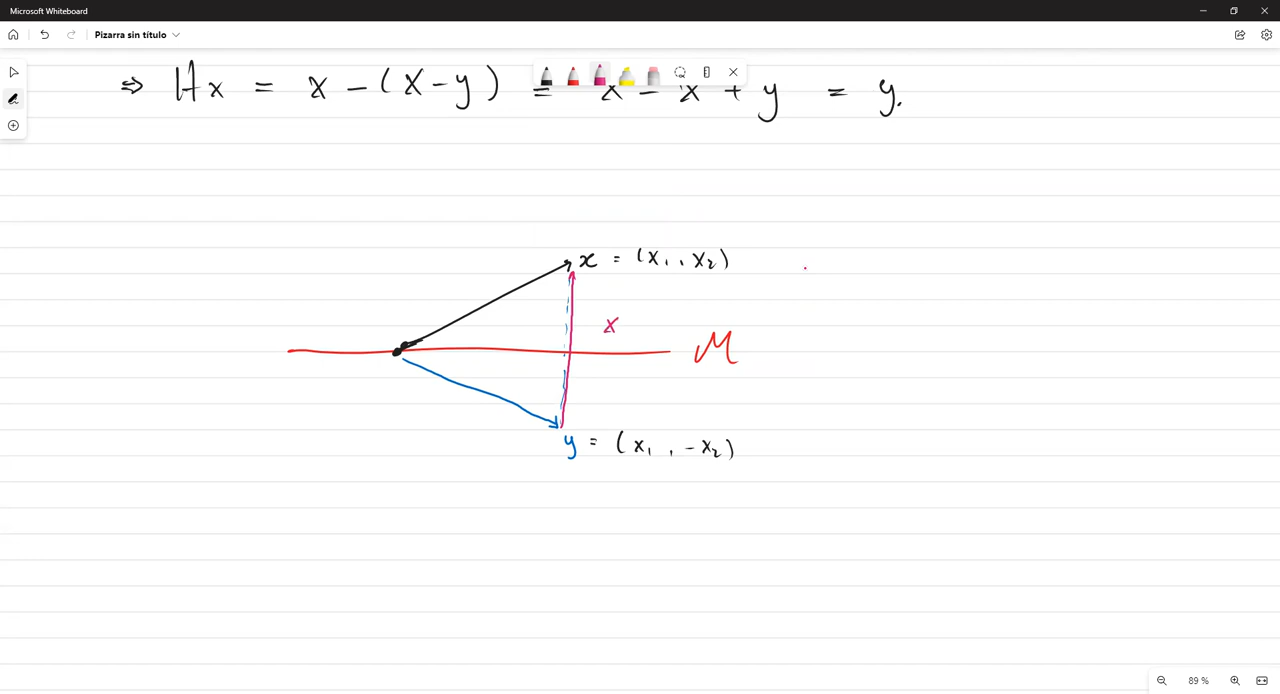 Microsoft Whiteboard
Pizarra sin título
⇒ Hx = x - (x - y) = x - x + y = y.
x = (x₁, x₂)
x
M
y = (x₁, -x₂)
89 %